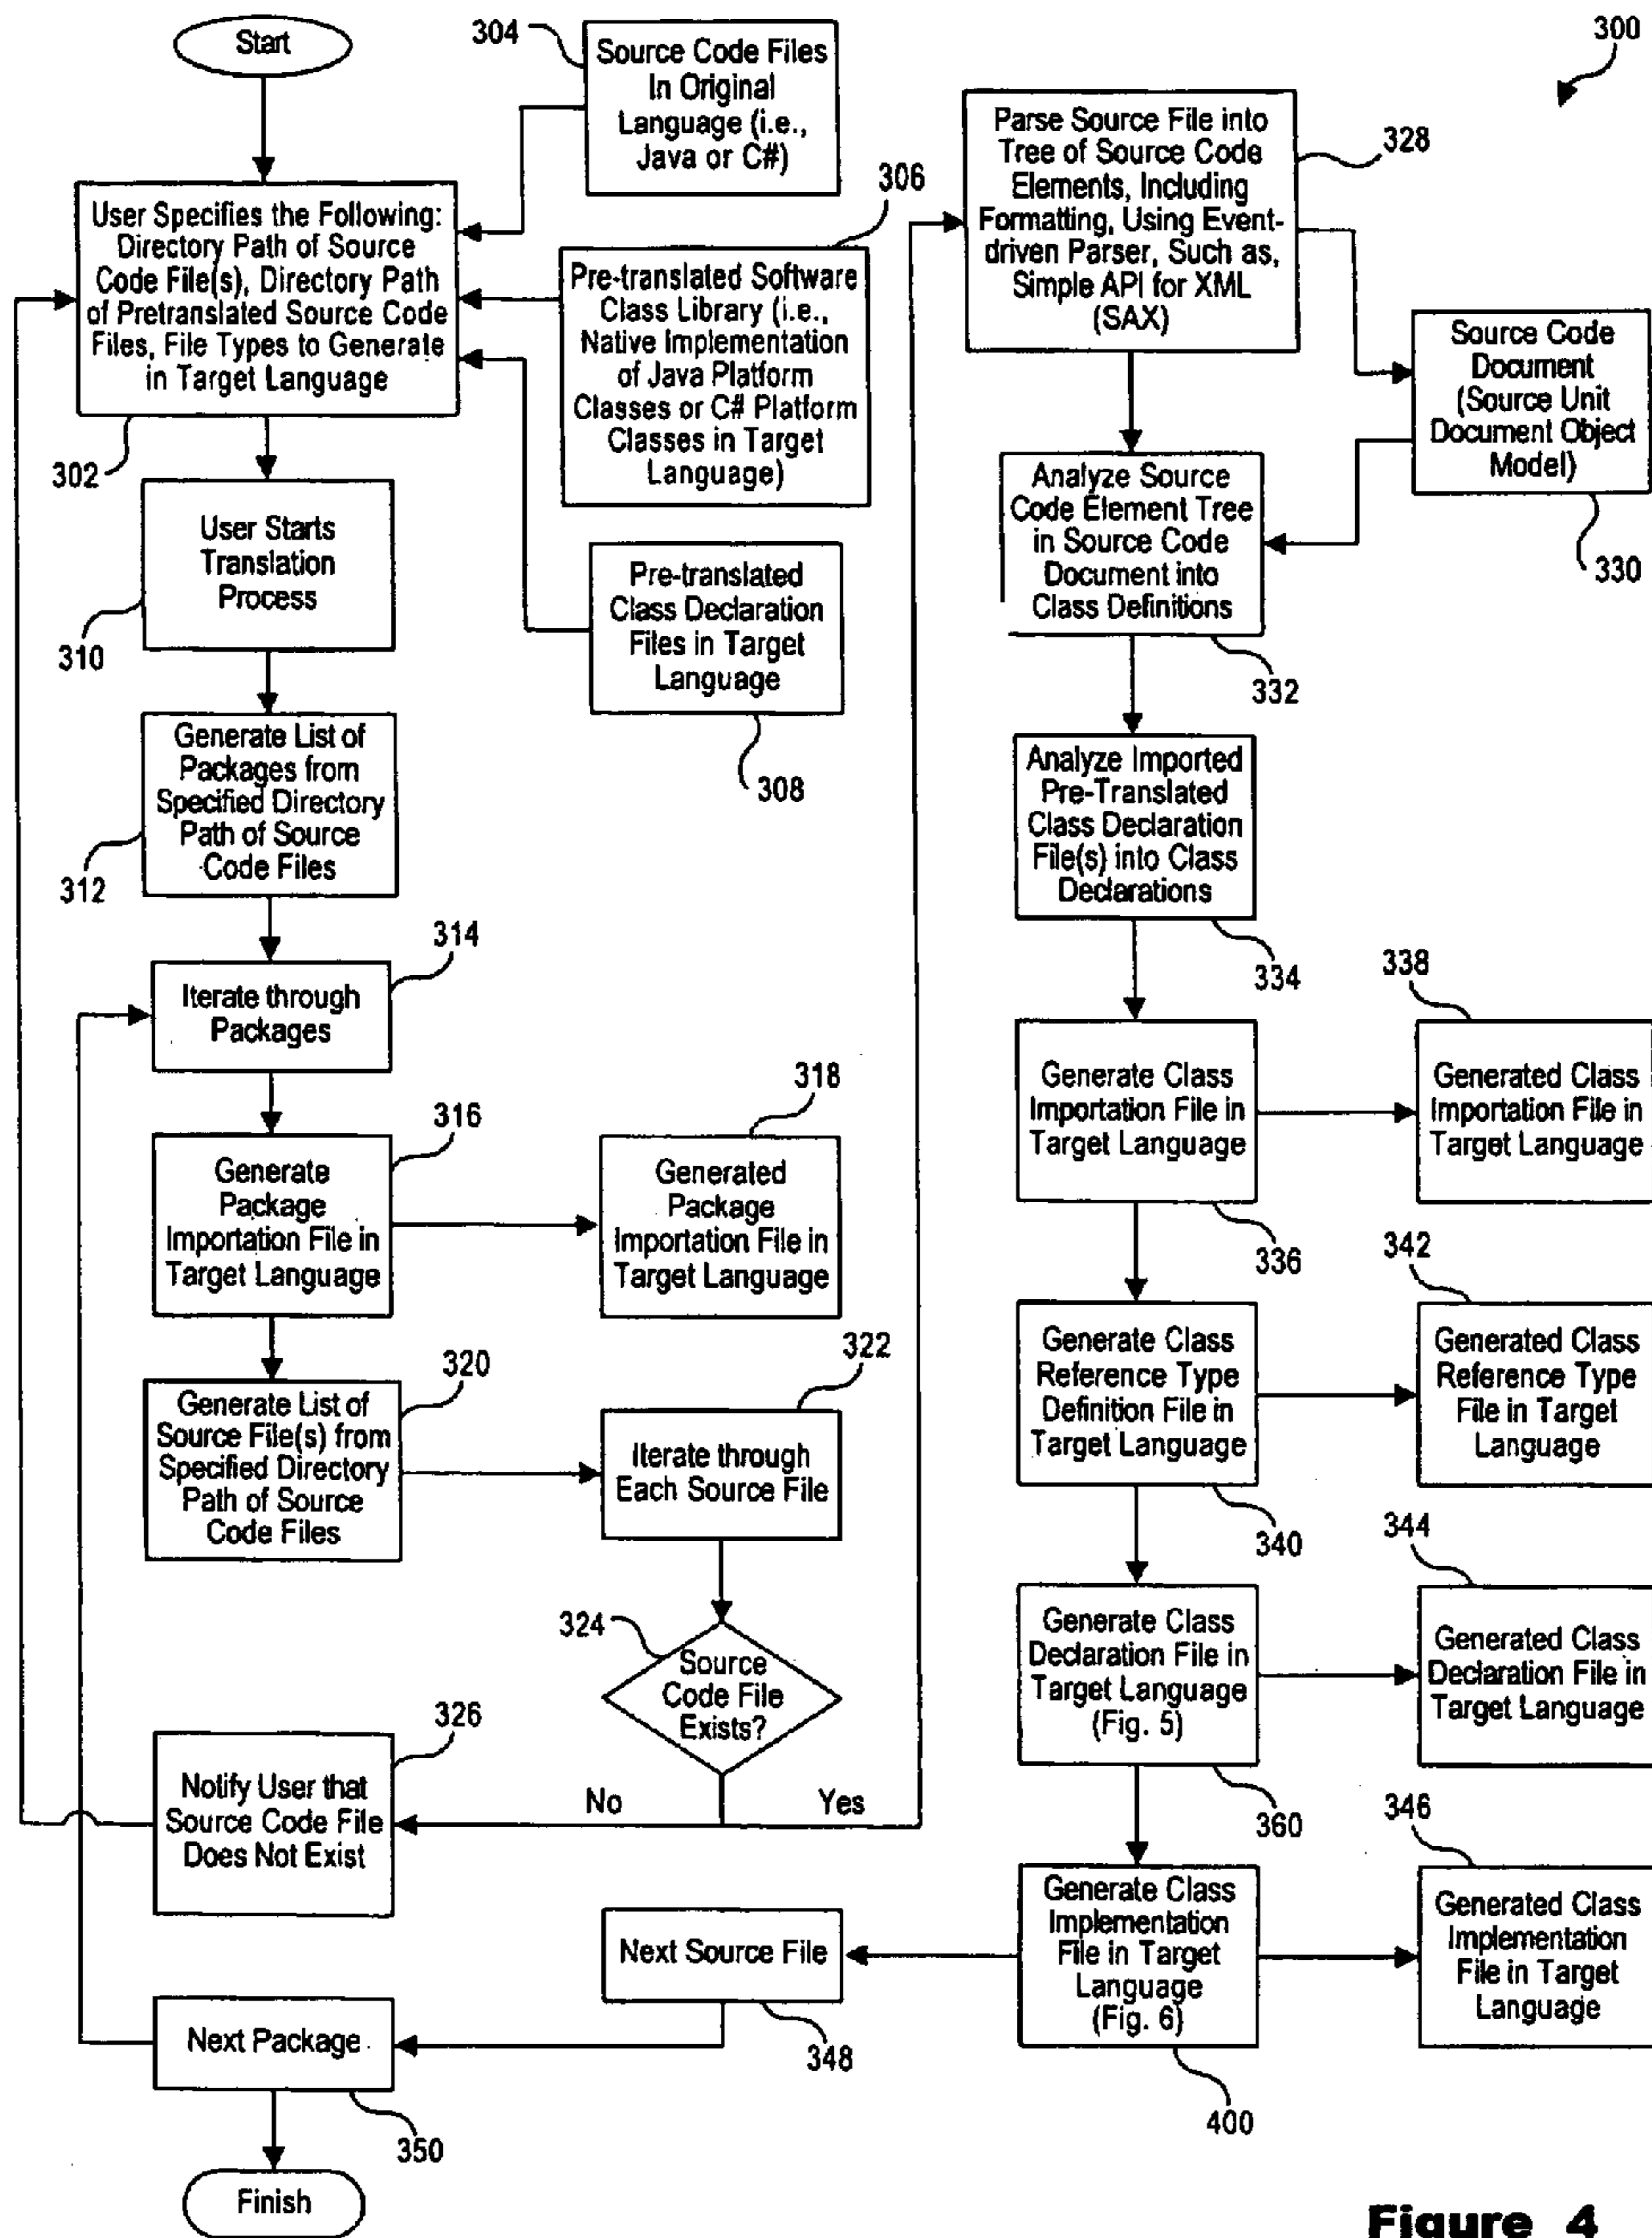 Start
304
Source Code Files
In Original
Language (i.e.,
Java or C#)
300
User Specifies the Following:
Directory Path of Source
Code File(s), Directory Path
of Pretranslated Source Code
Files, File Types to Generate
in Target Language
302
306
Pre-translated Software
Class Library (i.e.,
Native Implementation
of Java Platform
Classes or C# Platform
Classes in Target
Language)
Pre-translated
Class Declaration
Files in Target
Language
308
User Starts
Translation
Process
310
Generate List of
Packages from
Specified Directory
Path of Source
Code Files
312
314
Iterate through
Packages
316
Generate
Package
Importation File in
Target Language
318
Generated
Package
Importation File in
Target Language
320
Generate List of
Source File(s) from
Specified Directory
Path of Source
Code Files
322
Iterate through
Each Source File
324
Source
Code File
Exists?
No
Yes
326
Notify User that
Source Code File
Does Not Exist
Parse Source File into
Tree of Source Code
Elements, Including
Formatting, Using Event-
driven Parser, Such as,
Simple API for XML
(SAX)
328
Source Code
Document
(Source Unit
Document Object
Model)
330
Analyze Source
Code Element Tree
in Source Code
Document into
Class Definitions
332
Analyze Imported
Pre-Translated
Class Declaration
File(s) into Class
Declarations
334
Generate Class
Importation File in
Target Language
336
338
Generated Class
Importation File in
Target Language
Generate Class
Reference Type
Definition File in
Target Language
340
342
Generated Class
Reference Type
File in Target
Language
Generate Class
Declaration File in
Target Language
(Fig. 5)
360
344
Generated Class
Declaration File in
Target Language
Generate Class
Implementation
File in Target
Language
(Fig. 6)
400
346
Generated Class
Implementation
File in Target
Language
Next Source File
348
Next Package
350
Finish
Figure 4